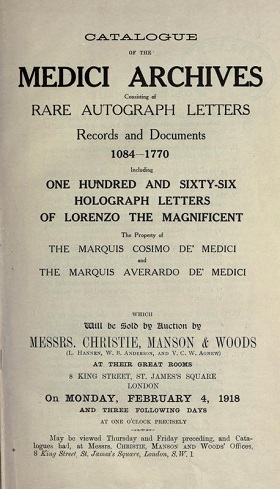 CATALOGUE
OF THE
MEDICI ARCHIVES
Consisting of
RARE AUTOGRAPH LETTERS
Records and Documents
1084—1770
Including
ONE HUNDRED AND SIXTY-SIX
HOLOGRAPH LETTERS
OF LORENZO THE MAGNIFICENT
The Property of
THE MARQUIS COSIMO DE' MEDICI
and
THE MARQUIS AVERARDO DE' MEDICI
WHICH
Will be Sold by Auction by
MESSRS. CHRISTIE, MANSON & WOODS
(L. HANNEN, W. B. ANDERSON, AND V. C. W. AGNEW)
AT THEIR GREAT ROOMS
8 KING STREET, ST. JAMES'S SQUARE
LONDON
On MONDAY, FEBRUARY 4, 1918
AND THREE FOLLOWING DAYS
AT ONE O'CLOCK PRECISELY
May be viewed Thursday and Friday preceding, and Cata-
logues had, at Messrs. CHRISTIE, MANSON AND WOODS' Offices,
8 King Street, St. James's Square, London, S.W. 1